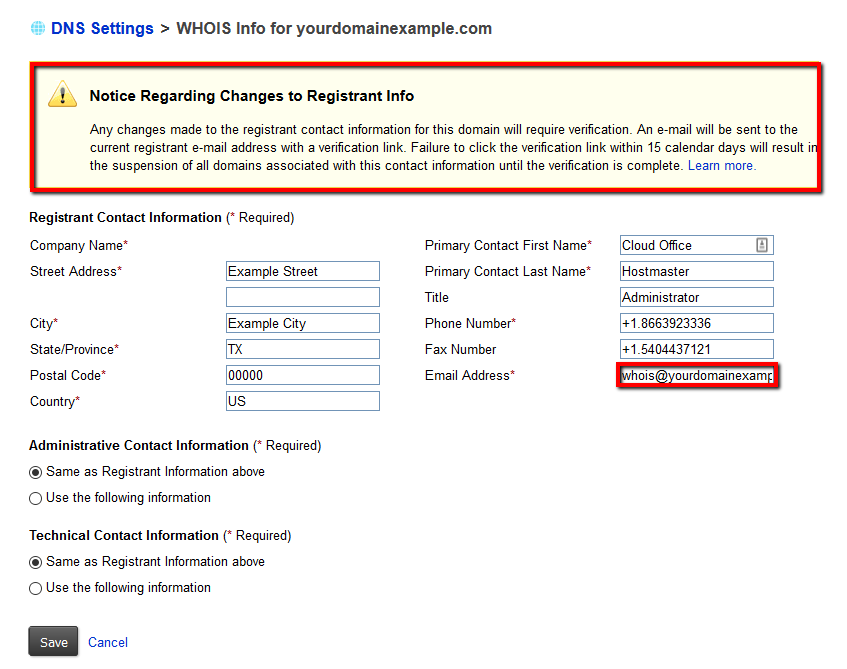 DNS Settings > WHOIS Info for yourdomainexample.com
Notice Regarding Changes to Registrant Info
Any changes made to the registrant contact information for this domain will require verification. An e-mail will be sent to the
current registrant e-mail address with a verification link. Failure to click the verification link within 15 calendar days will result in
the suspension of all domains associated with this contact information until the verification is complete. Learn more.
Registrant Contact Information (* Required)
Company Name*
Street Address* Example Street
City* Example City
State/Province* TX
Postal Code* 00000
Country* US
Primary Contact First Name* Cloud Office
Primary Contact Last Name* Hostmaster
Title Administrator
Phone Number* +1.8663923336
Fax Number +1.5404437121
Email Address* whois@yourdomainexamp
Administrative Contact Information (* Required)
Same as Registrant Information above
Use the following information
Technical Contact Information (* Required)
Same as Registrant Information above
Use the following information
Save Cancel